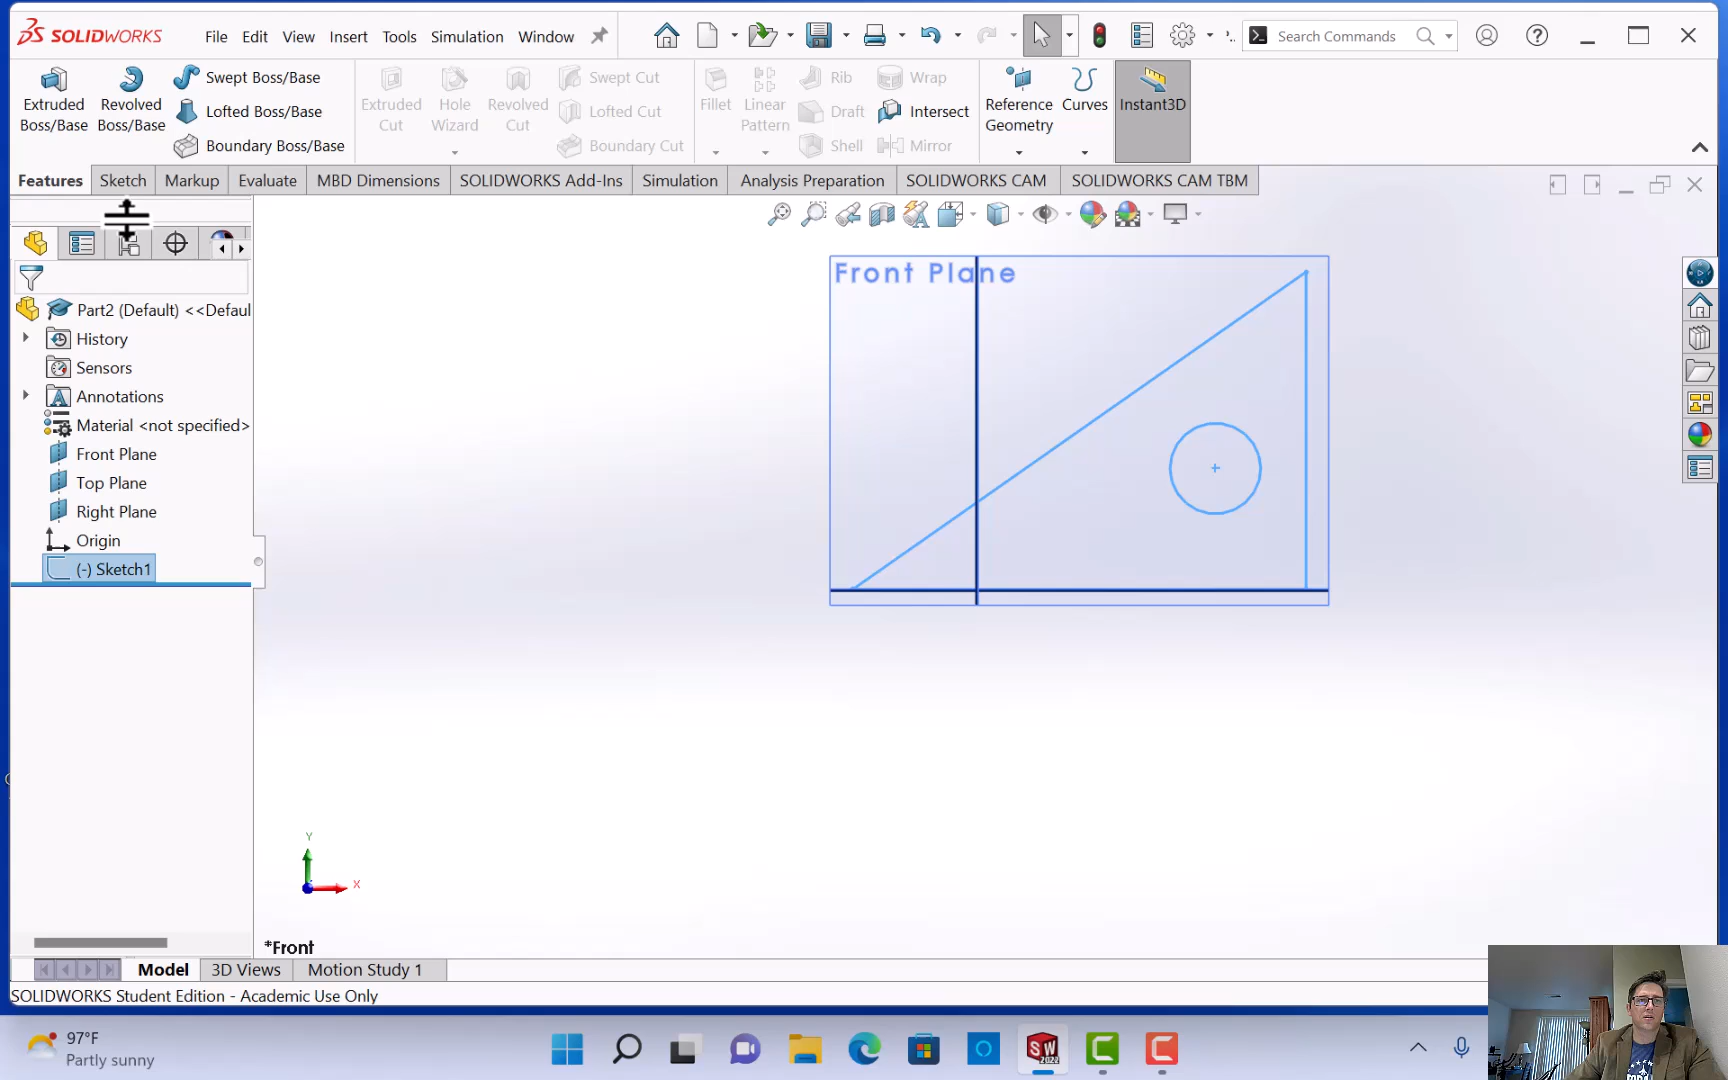 SOLIDWORKS File Edit View Insert Tools Simulation Window Search Commands
Extruded Boss/Base
Revolved Boss/Base
Swept Boss/Base
Lofted Boss/Base
Boundary Boss/Base
Extruded Cut
Hole Wizard
Revolved Cut
Swept Cut
Lofted Cut
Boundary Cut
Fillet
Linear Pattern
Rib
Draft
Shell
Wrap
Intersect
Mirror
Reference Geometry
Curves
Instant3D
Features Sketch Markup Evaluate MBD Dimensions SOLIDWORKS Add-Ins Simulation Analysis Preparation SOLIDWORKS CAM SOLIDWORKS CAM TBM
Part2 (Default) <<Defaul
History
Sensors
Annotations
Material <not specified>
Front Plane
Top Plane
Right Plane
Origin
(-) Sketch1
Front Plane
Y
X
*Front
Model 3D Views Motion Study 1
SOLIDWORKS Student Edition - Academic Use Only
97°F
Partly sunny
SW
2022